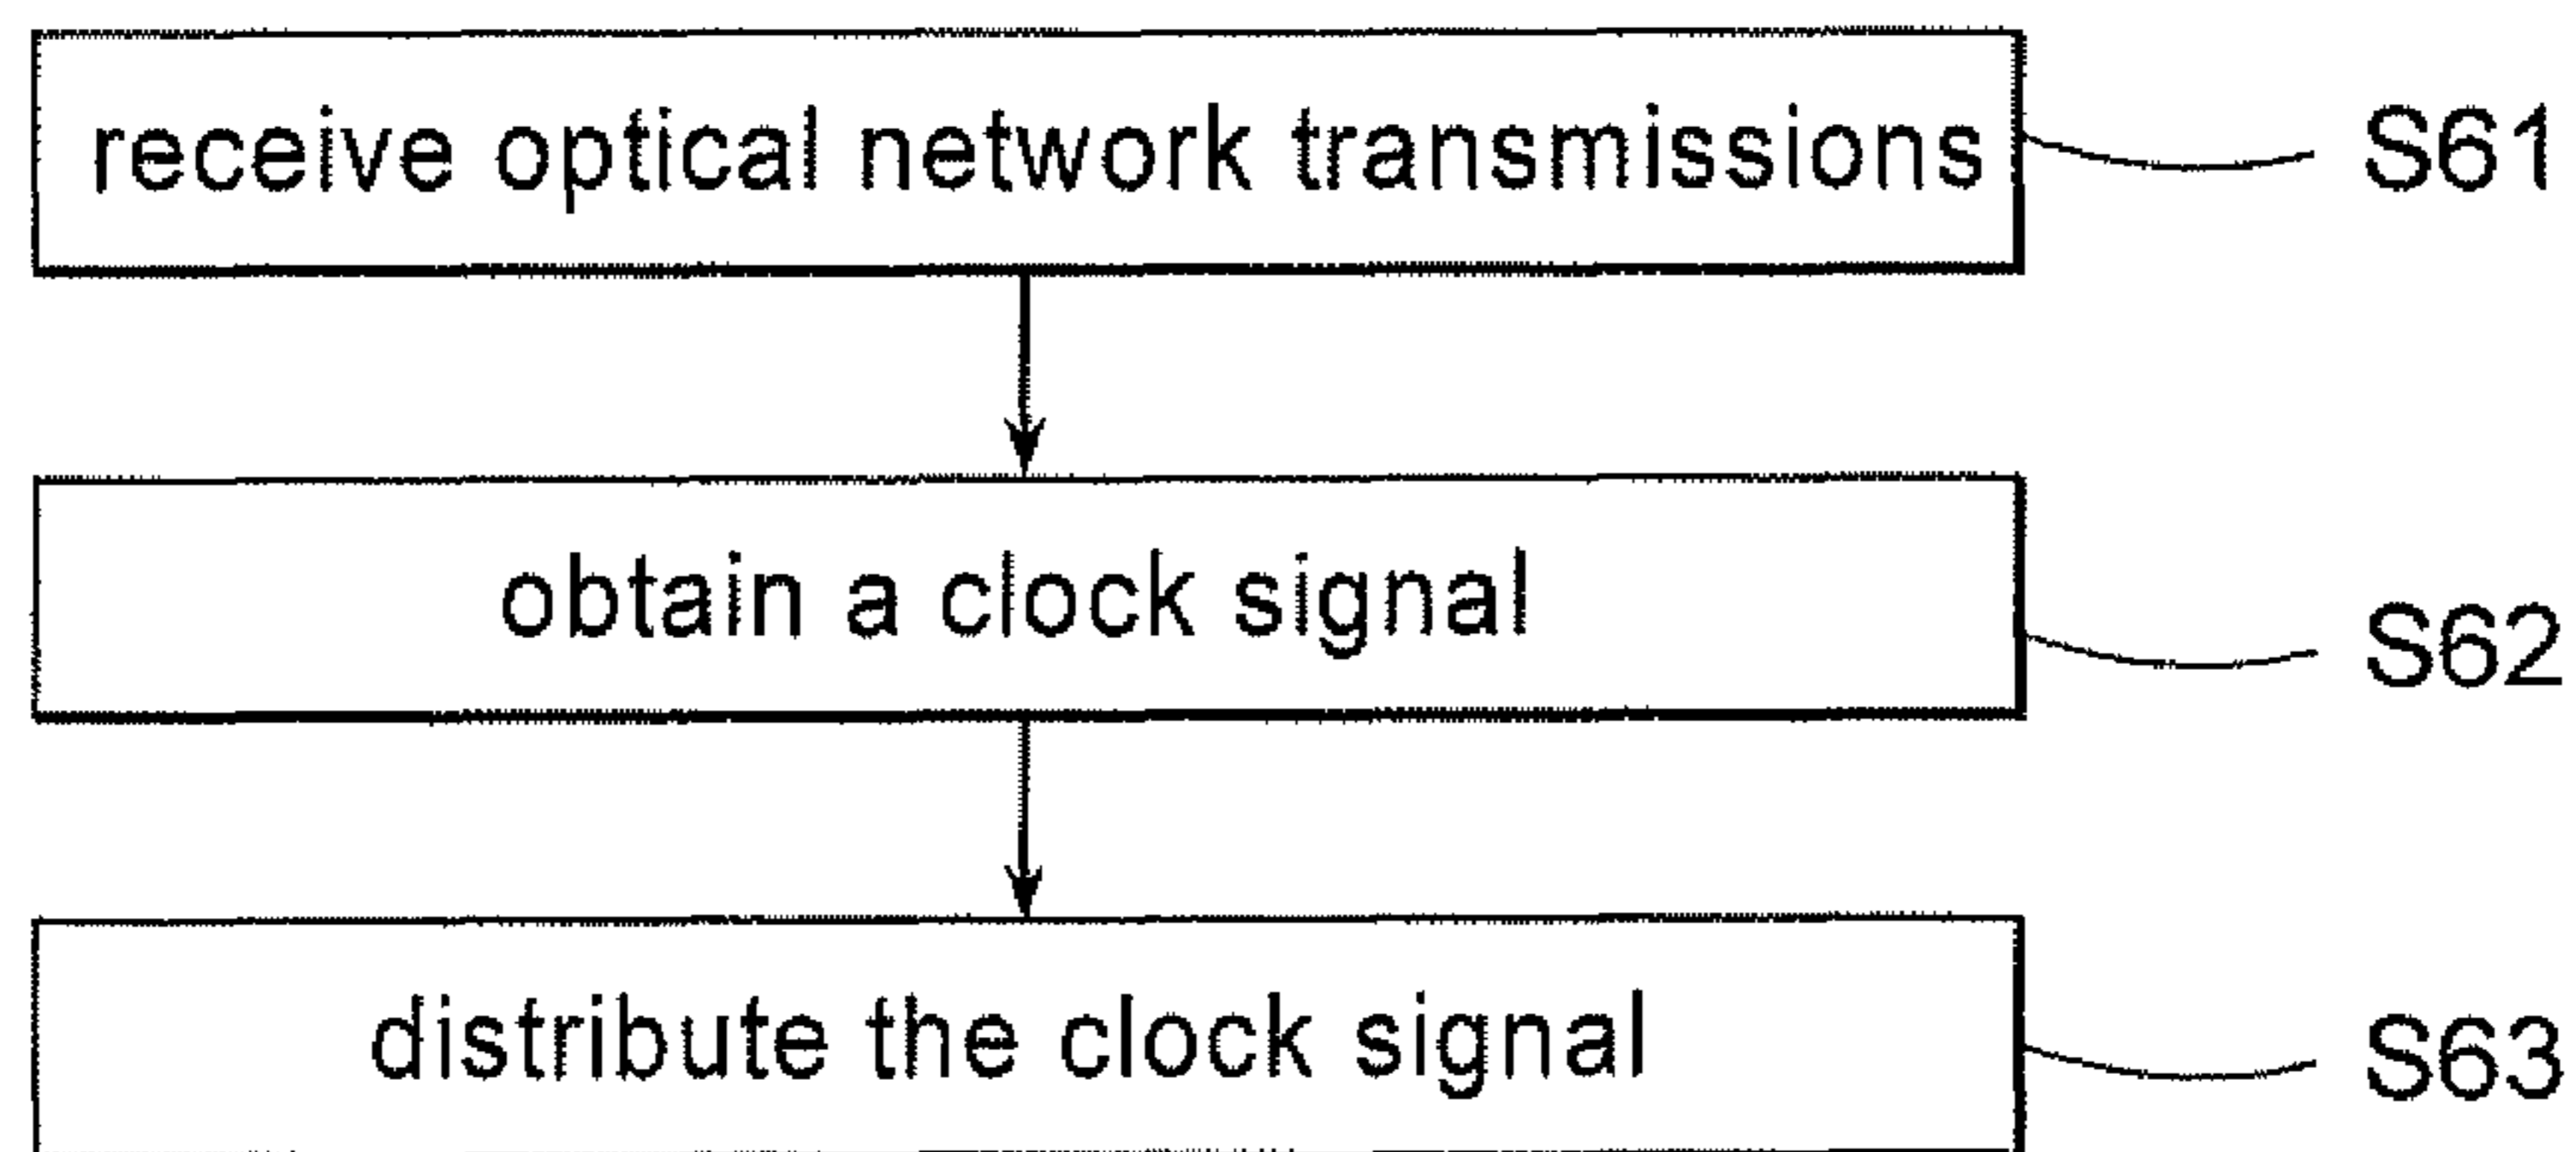 receive optical network transmissions
S61
obtain a clock signal
S62
distribute the clock signal
S63